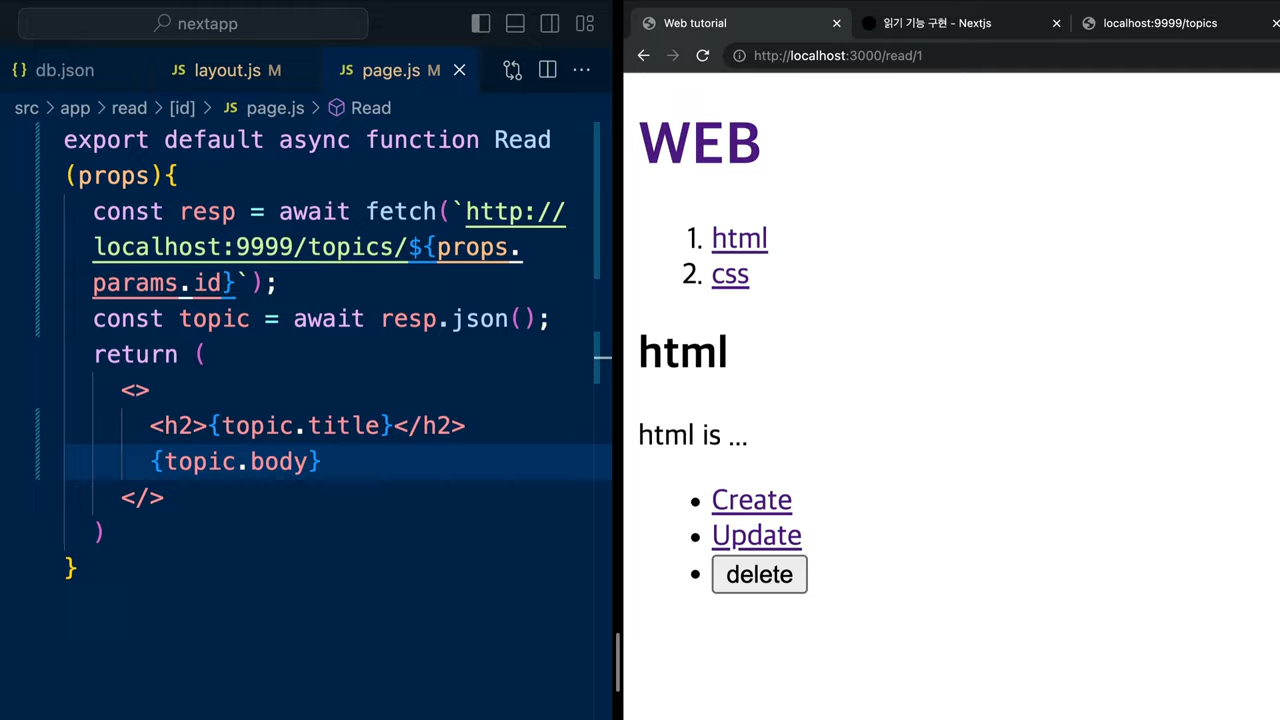 nextapp
{} db.json
JS layout.js M
JS page.js M
src > app > read > [id] > JS page.js > Read
export default async function Read
(props){
const resp = await fetch(`http://
localhost:9999/topics/${props.
params.id}`);
const topic = await resp.json();
return (
<>
<h2>{topic.title}</h2>
{topic.body}
</>
)
}
Web tutorial
읽기 기능 구현 - Nextjs
localhost:9999/topics
http://localhost:3000/read/1
WEB
1. html
2. css
html
html is ...
• Create
• Update
• delete